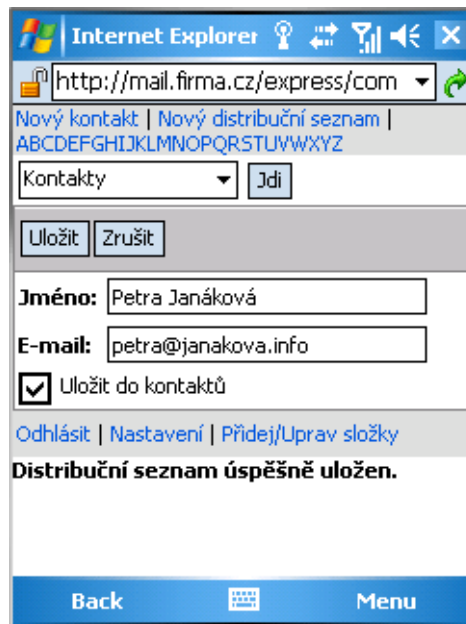 Internet Explorer
http://mail.firma.cz/express/com
Nový kontakt | Nový distribuční seznam |
ABCDEFGHIJKLMNOPQRSTUVWXYZ
Kontakty Jdi
Uložit Zrušit
Jméno: Petra Janáková
E-mail: petra@janakova.info
Uložit do kontaktů
Odhlásit | Nastavení | Přidej/Uprav složky
Distribuční seznam úspěšně uložen.
Back Menu